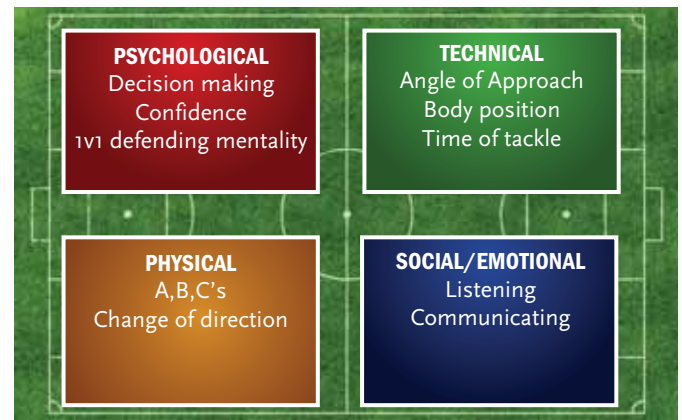 PSYCHOLOGICAL
Decision making
Confidence
1v1 defending mentality
TECHNICAL
Angle of Approach
Body position
Time of tackle
PHYSICAL
A,B,C's
Change of direction
SOCIAL/EMOTIONAL
Listening
Communicating